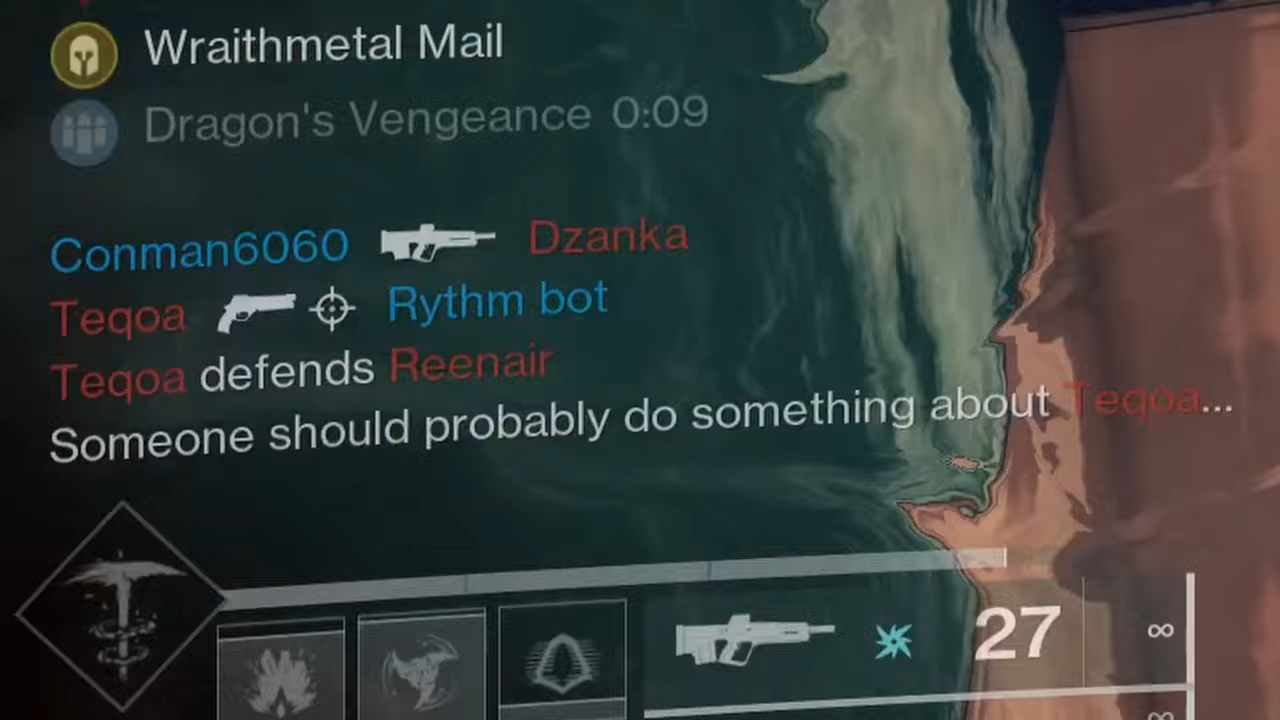 Wraithmetal Mail
Dragon's Vengeance 0:09
Conman6060 Dzanka
Teqoa Rythm bot
Teqoa defends Reenair
Someone should probably do something about Teqoa...
27 ∞
∞